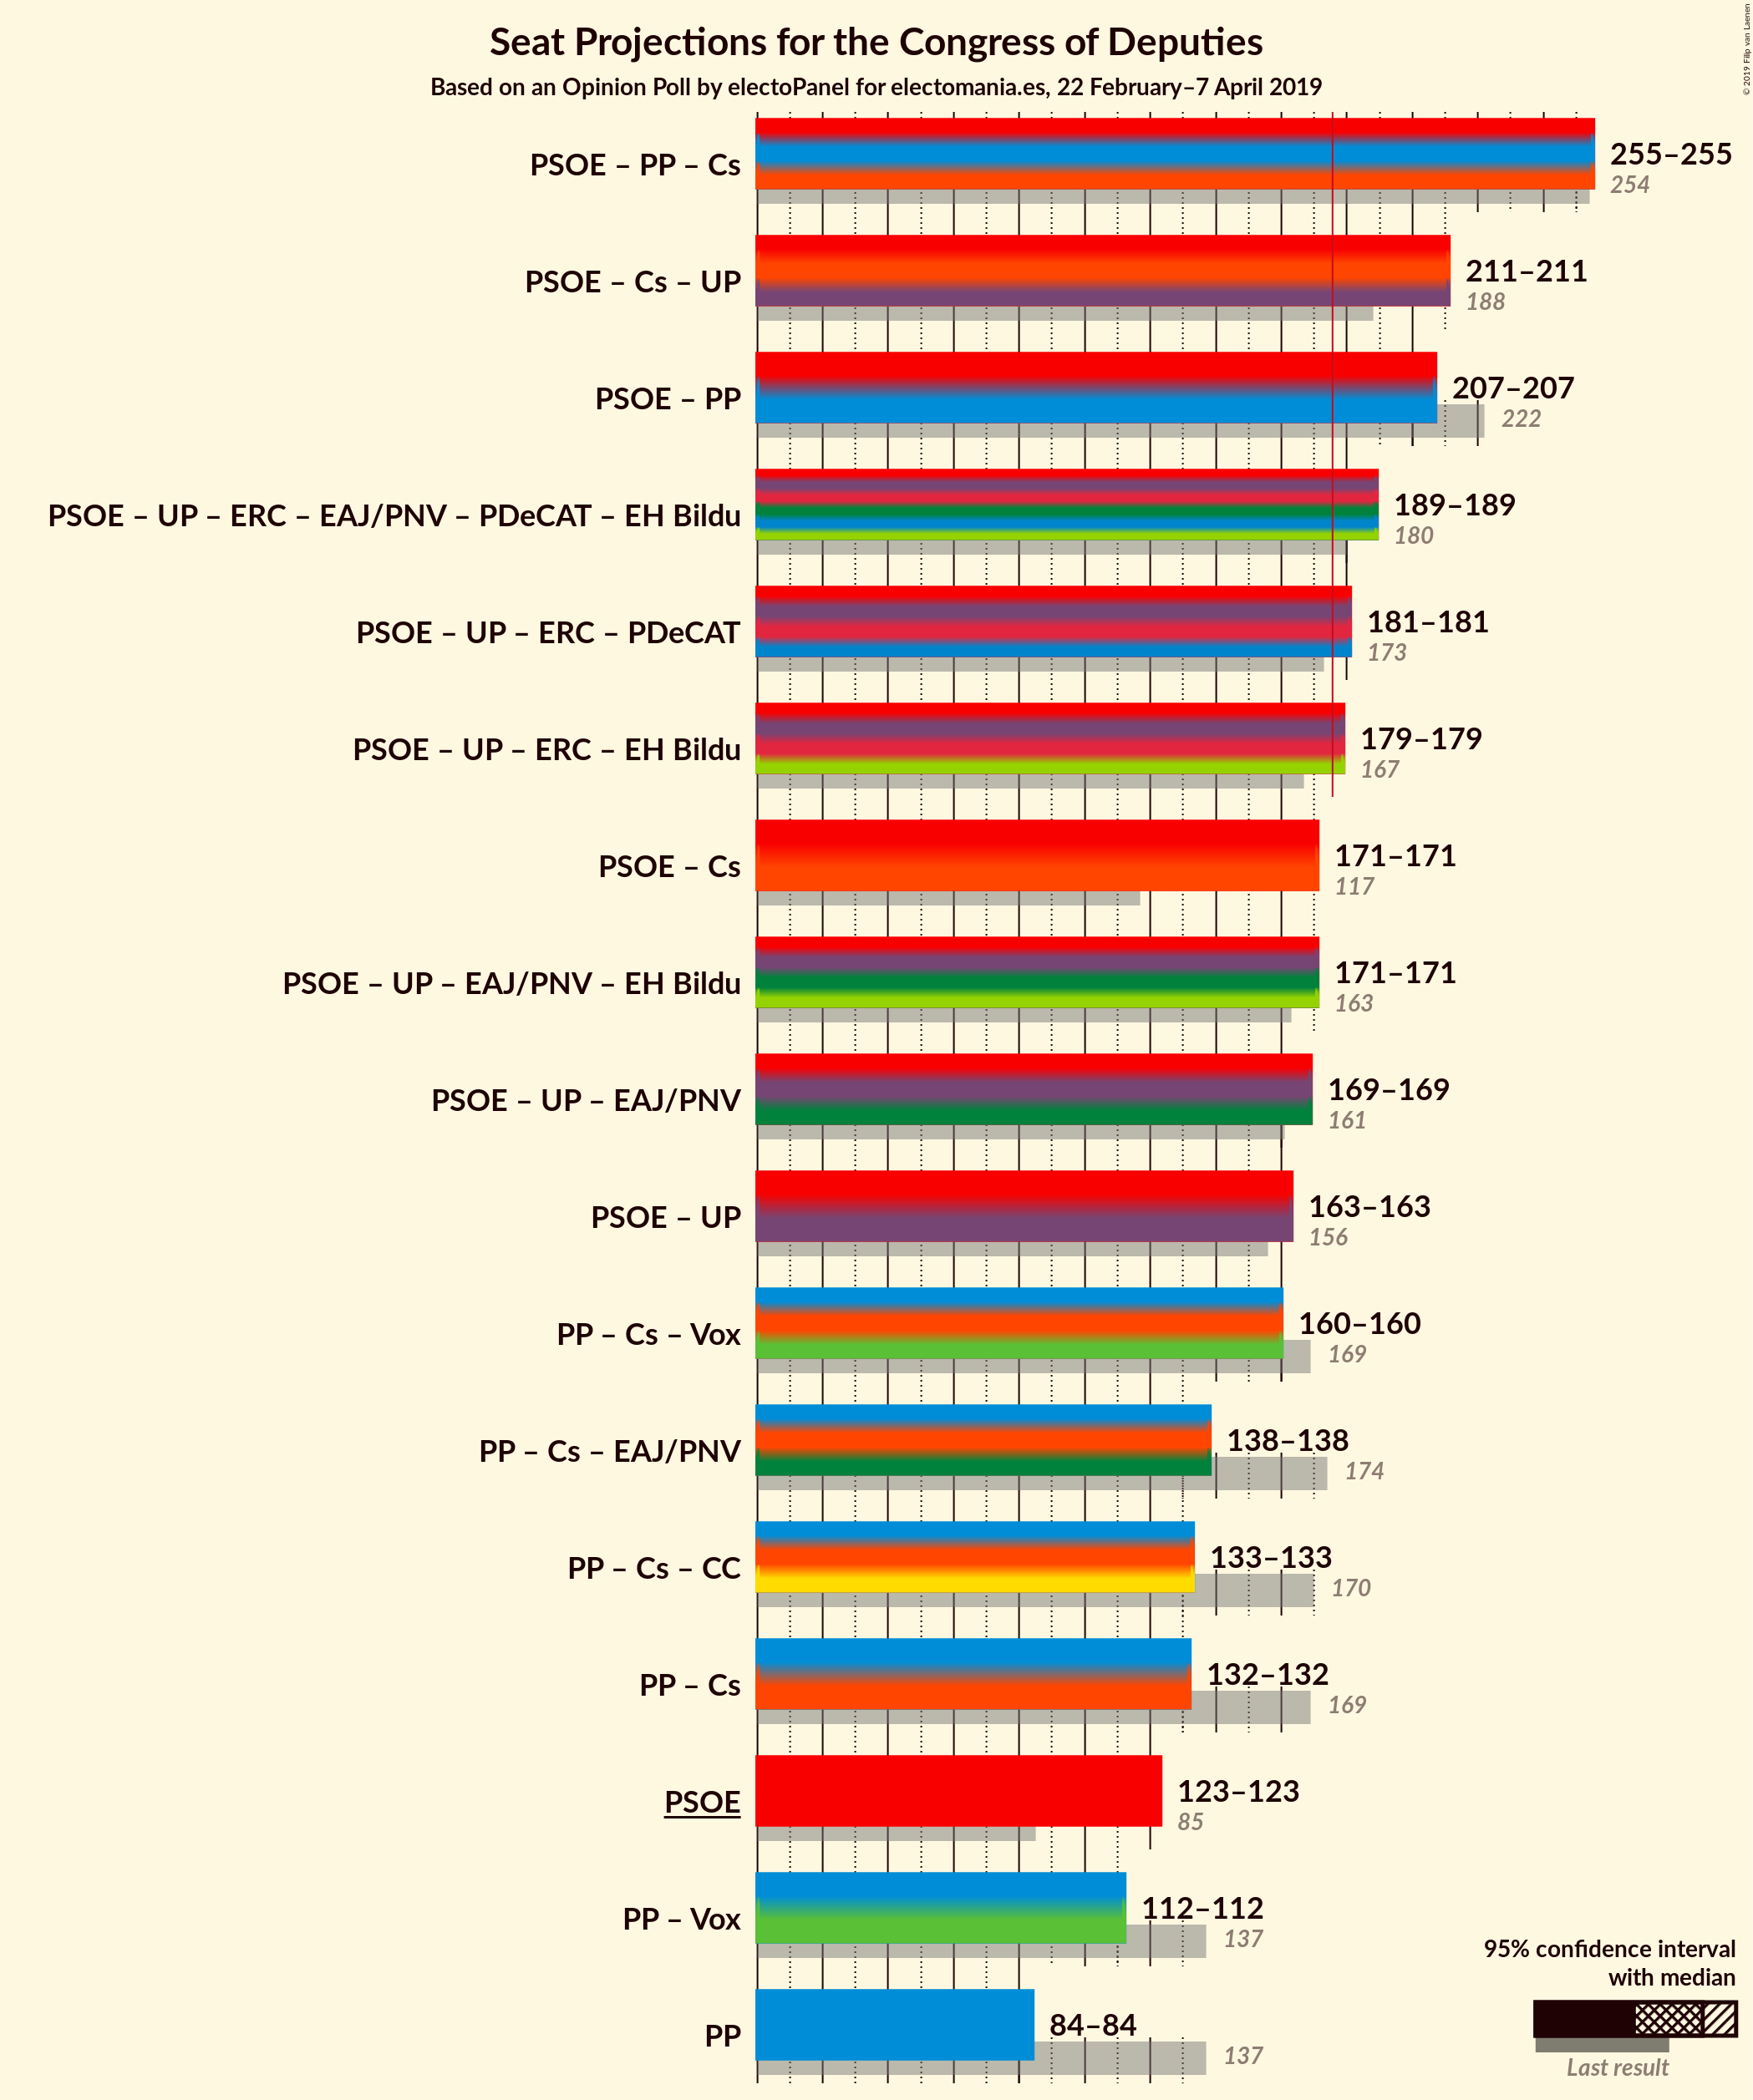 Seat Projections for the Congress of Deputies
Based on an Opinion Poll by electoPanel for electomania.es, 22 February–7 April 2019
© 2019 Filip van Laenen
PSOE – PP – Cs
255–255
254
PSOE – Cs – UP
211–211
188
PSOE – PP
207–207
222
PSOE – UP – ERC – EAJ/PNV – PDeCAT – EH Bildu
189–189
180
PSOE – UP – ERC – PDeCAT
181–181
173
PSOE – UP – ERC – EH Bildu
179–179
167
PSOE – Cs
171–171
117
PSOE – UP – EAJ/PNV – EH Bildu
171–171
163
PSOE – UP – EAJ/PNV
169–169
161
PSOE – UP
163–163
156
PP – Cs – Vox
160–160
169
PP – Cs – EAJ/PNV
138–138
174
PP – Cs – CC
133–133
170
PP – Cs
132–132
169
PSOE
123–123
85
PP – Vox
112–112
137
PP
84–84
137
95% confidence interval
with median
Last result